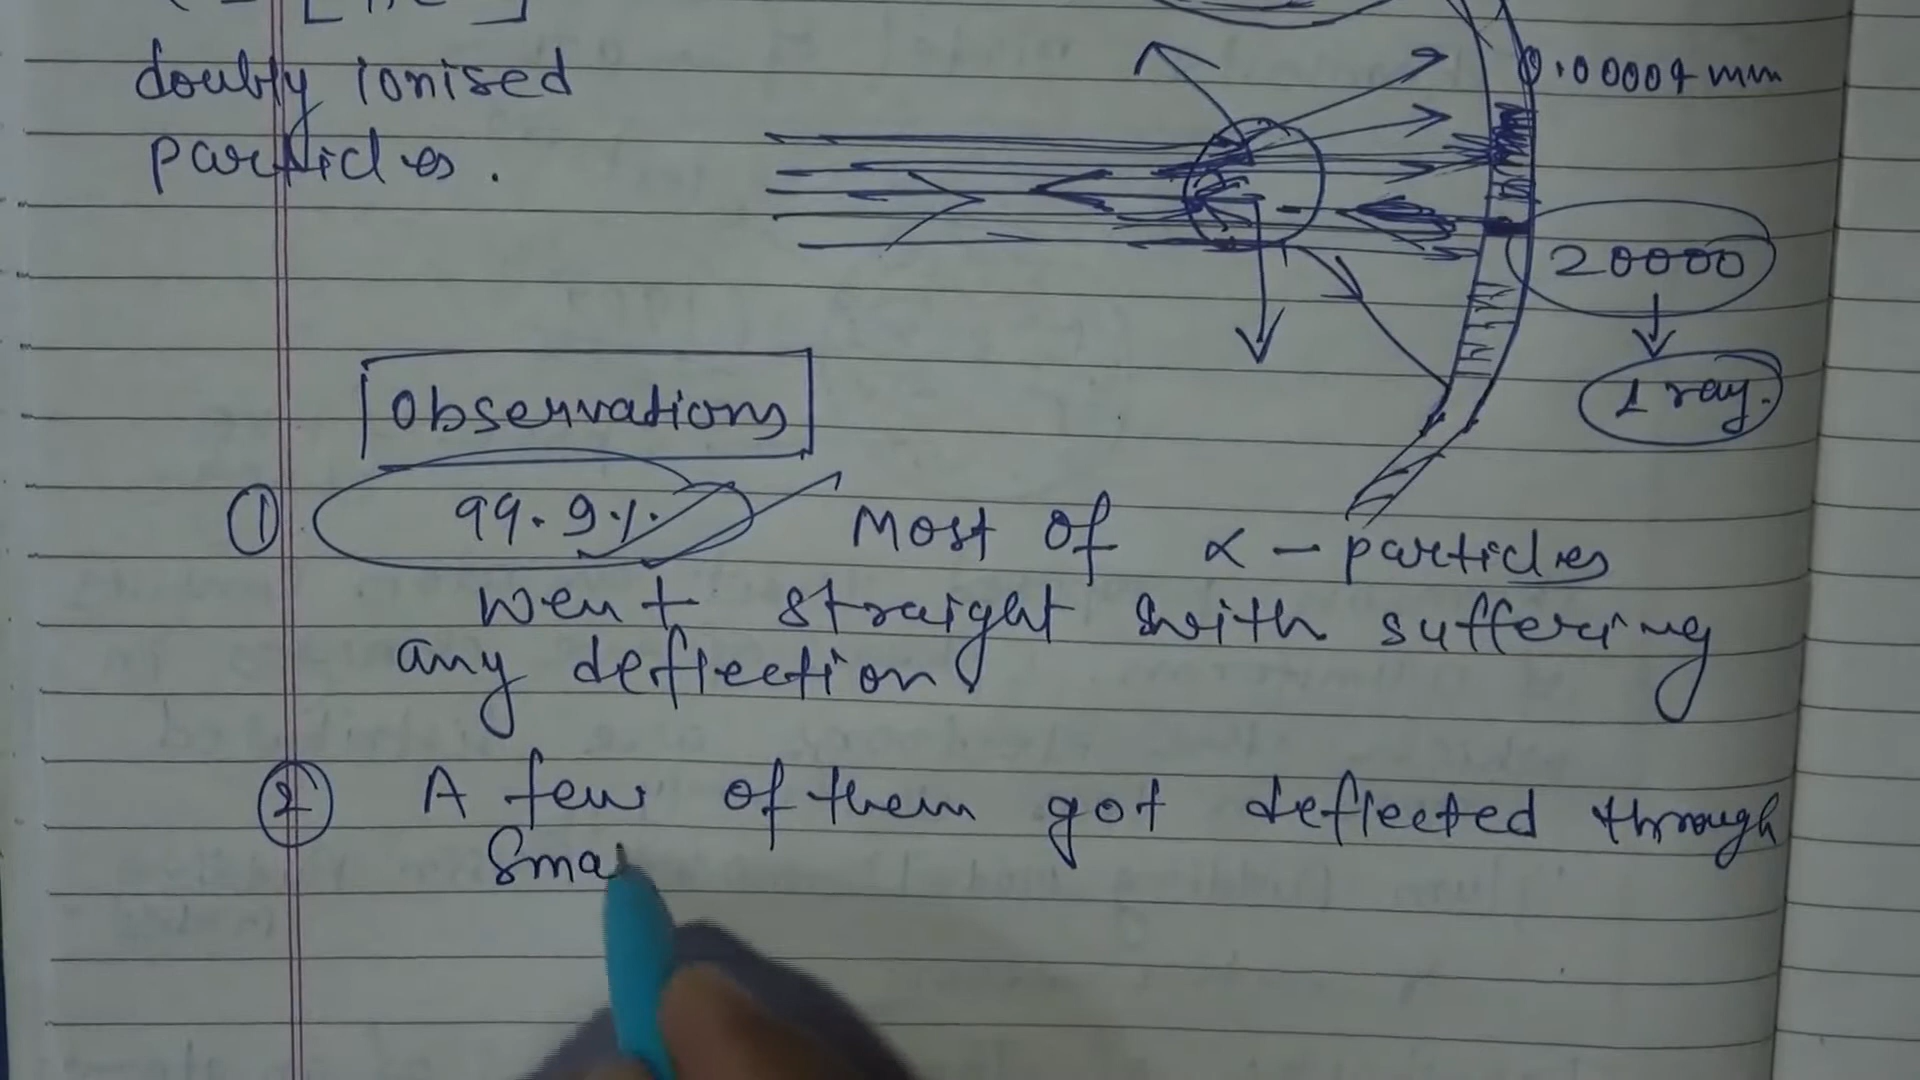 doubly ionised
particles.
0.00004 mm
20000
1 ray.
Observations
① 99.9% Most of α - particles
went straight with suffering
any deflection
② A few of them got deflected through
Sma